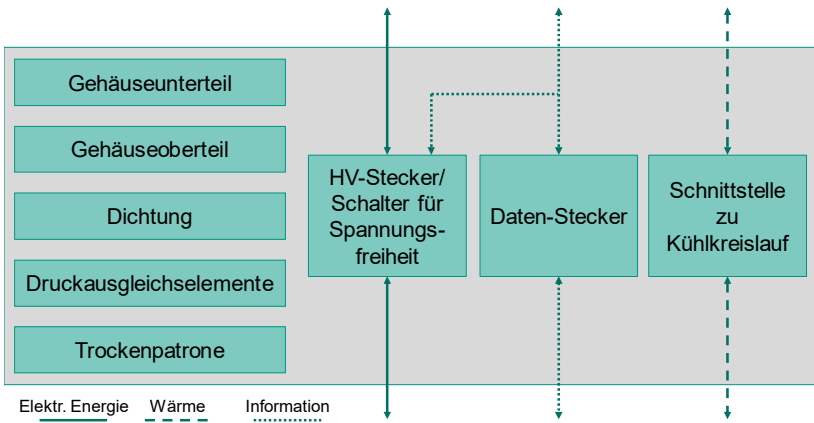 Gehäuseunterteil
Gehäuseoberteil
Dichtung
Druckausgleichselemente
Trockenpatrone
HV-Stecker/
Schalter für
Spannungs-
freiheit
Daten-Stecker
Schnittstelle
zu
Kühlkreislauf
Elektr. Energie
Wärme
Information